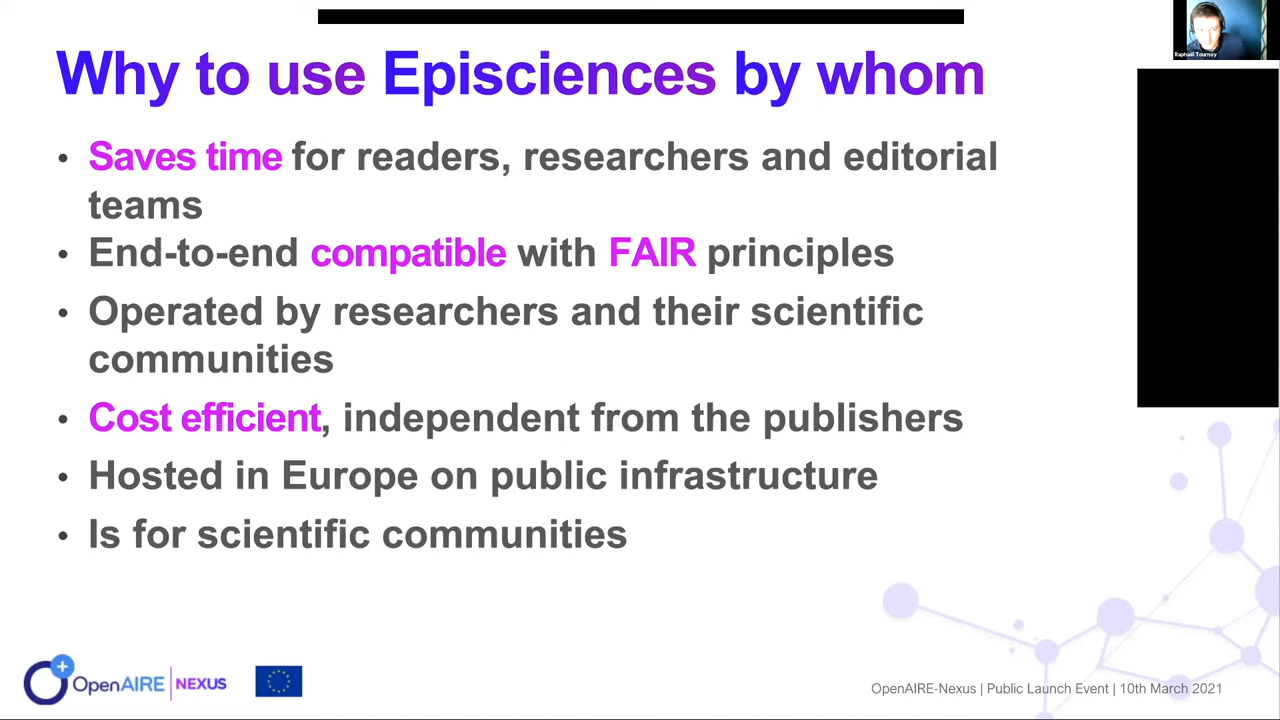 Why to use Episciences by whom
Raphaël Tournoy
• Saves time for readers, researchers and editorial
teams
• End-to-end compatible with FAIR principles
• Operated by researchers and their scientific
communities
• Cost efficient, independent from the publishers
• Hosted in Europe on public infrastructure
• Is for scientific communities
OpenAIRE NEXUS
OpenAIRE-Nexus | Public Launch Event | 10th March 2021